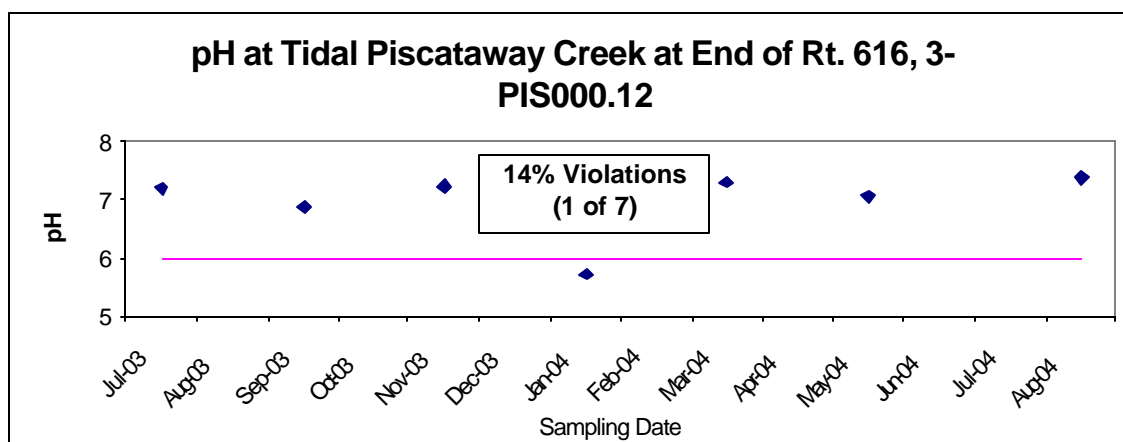 pH at Tidal Piscataway Creek at End of Rt. 616, 3-
PIS000.12
14% Violations
(1 of 7)
pH
8
7
6
5
Jul-03 Aug-03 Sep-03 Oct-03 Nov-03 Dec-03 Jan-04 Feb-04 Mar-04 Apr-04 May-04 Jun-04 Jul-04 Aug-04
Sampling Date